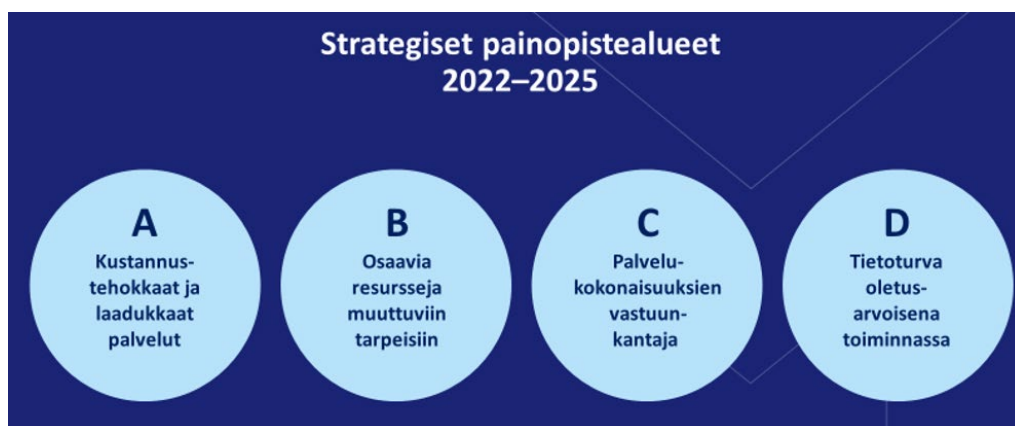 Strategiset painopistealueet
2022–2025
A
Kustannus-
tehokkaat ja
laadukkaat
palvelut
B
Osaavia
resursseja
muuttuviin
tarpeisiin
C
Palvelu-
kokonaisuuksien
vastuun-
kantaja
D
Tietoturva
oletus-
arvoisena
toiminnassa